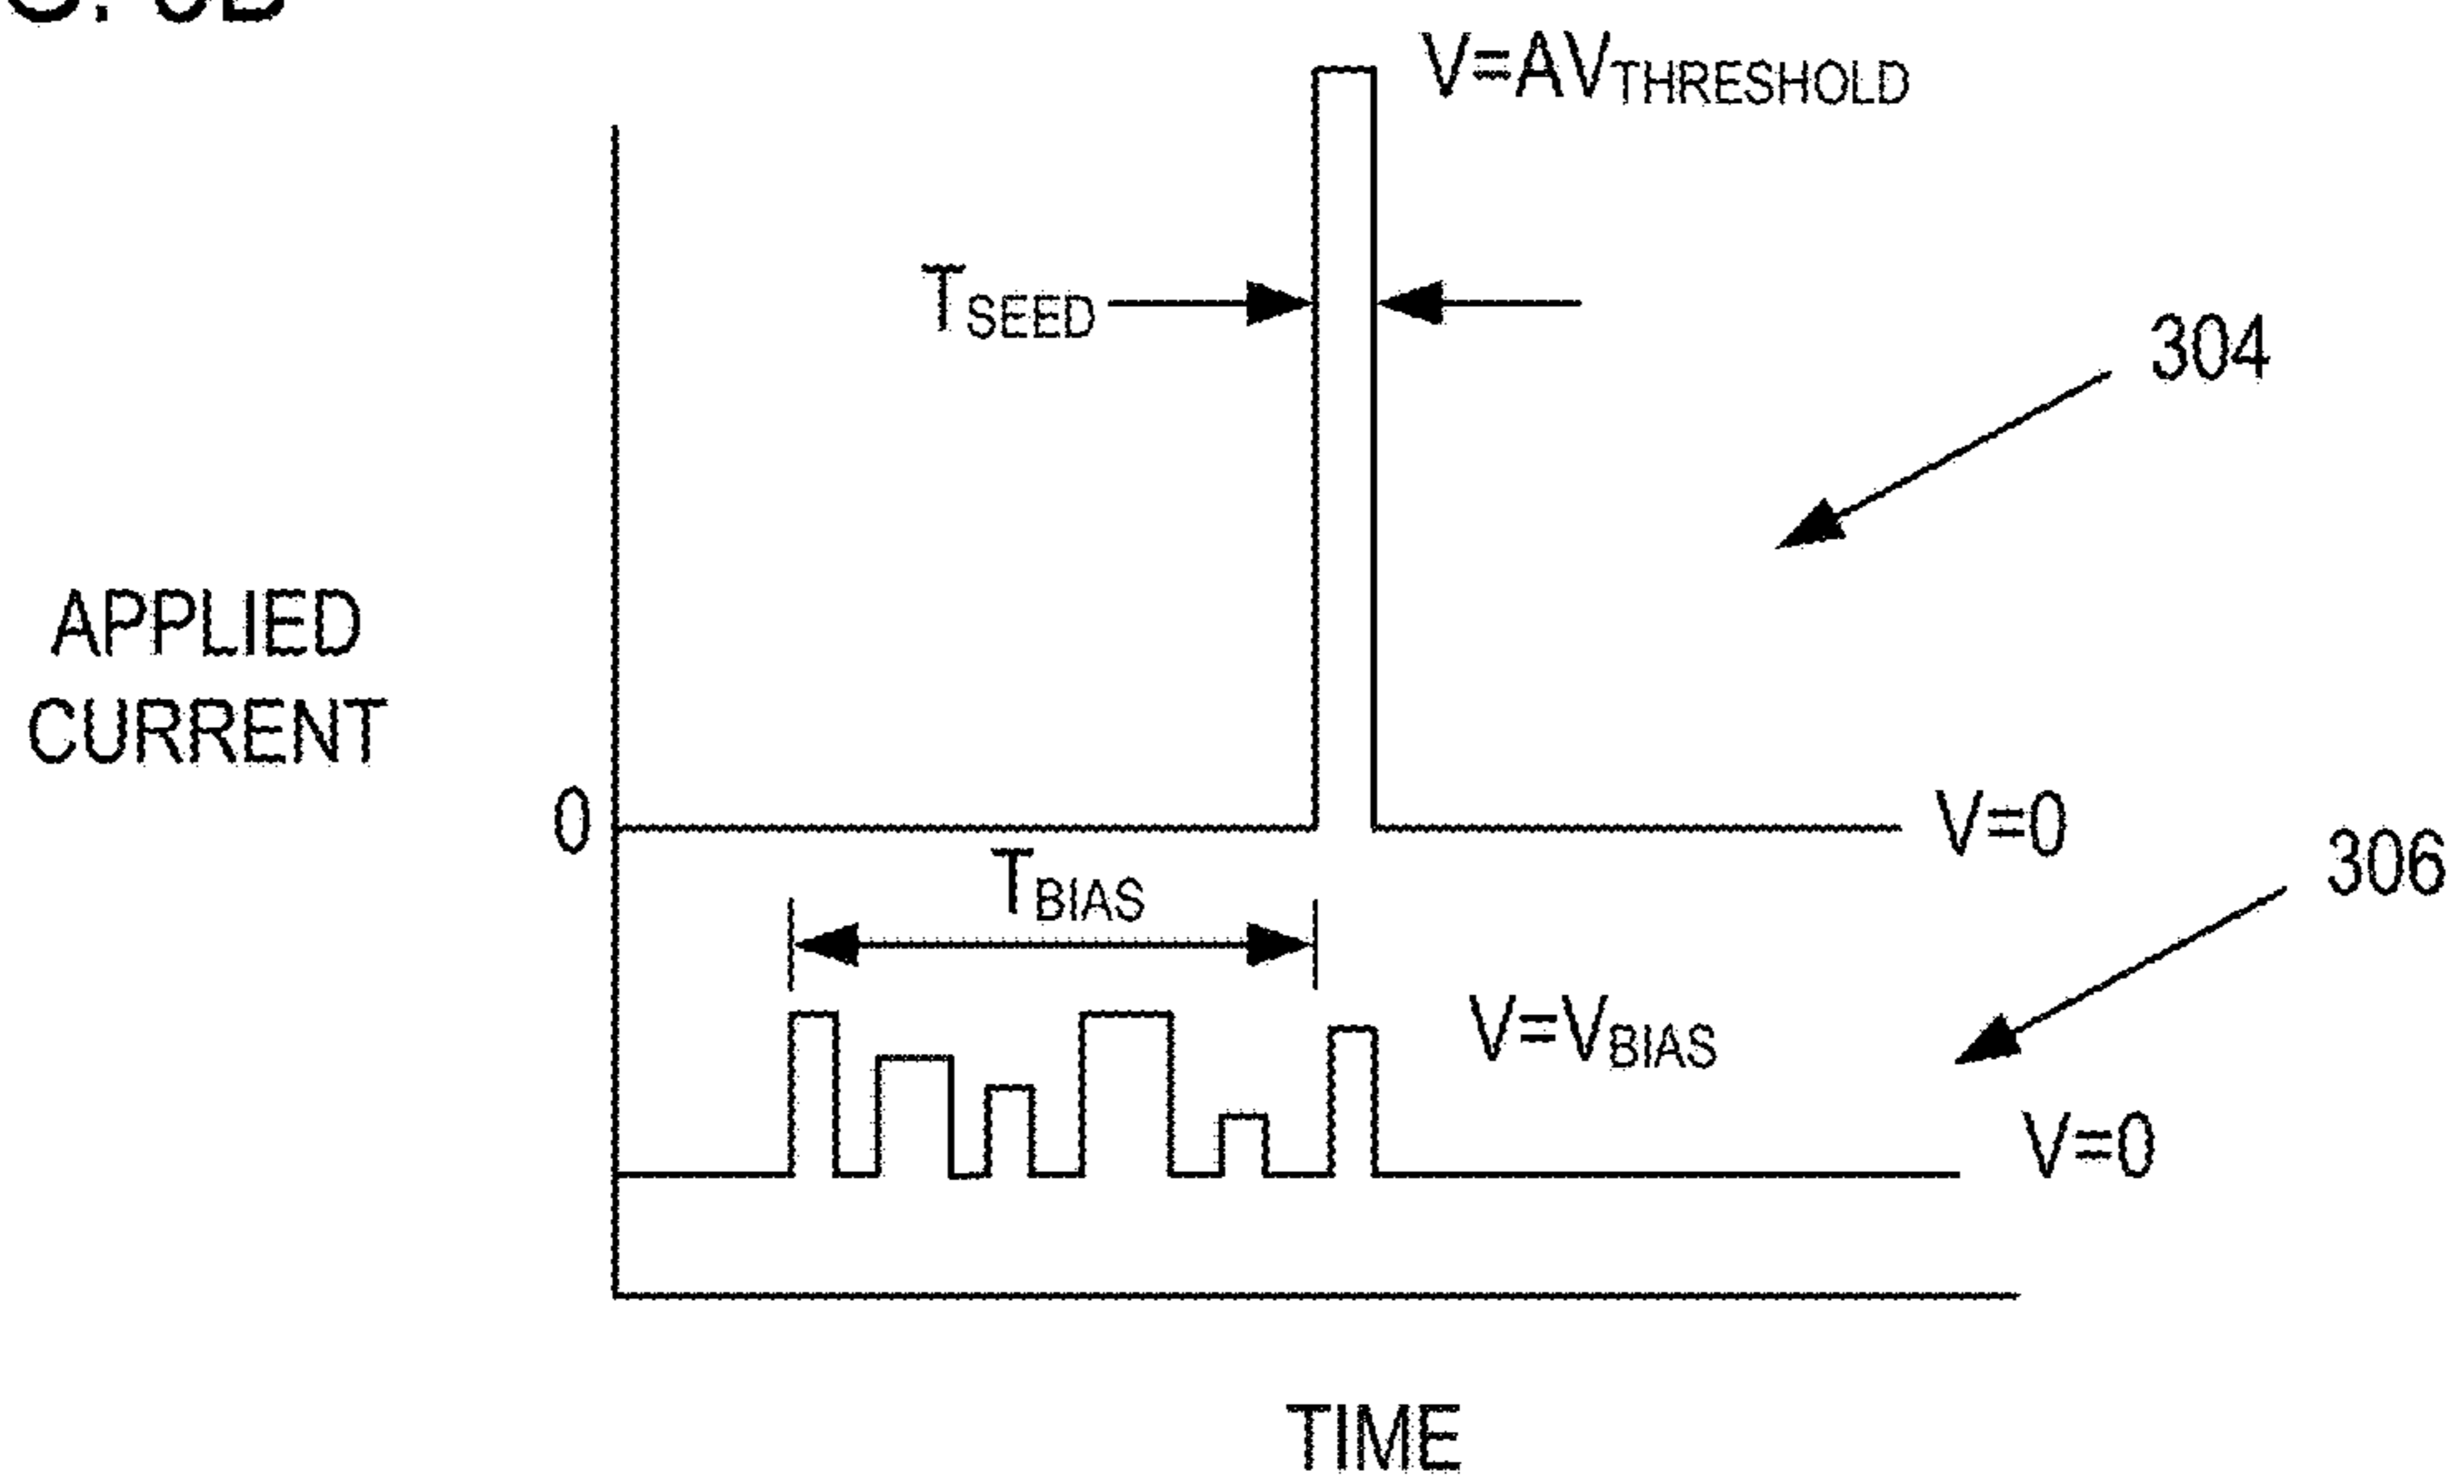 V=AVTHRESHOLD
TSEED
304
APPLIED
CURRENT
0
V=0
TBIAS
306
V=VBIAS
V=0
TIME